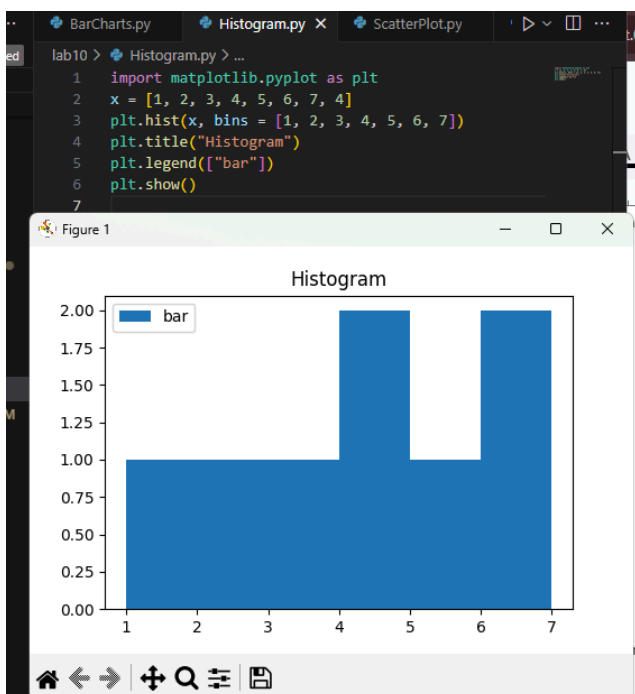 BarCharts.py Histogram.py ScatterPlot.py
ed lab10 > Histogram.py > ...
1 import matplotlib.pyplot as plt
2 x = [1, 2, 3, 4, 5, 6, 7, 4]
3 plt.hist(x, bins = [1, 2, 3, 4, 5, 6, 7])
4 plt.title("Histogram")
5 plt.legend(["bar"])
6 plt.show()
7
Figure 1
Histogram
bar
2.00
1.75
1.50
1.25
1.00
0.75
0.50
0.25
0.00
1 2 3 4 5 6 7
M